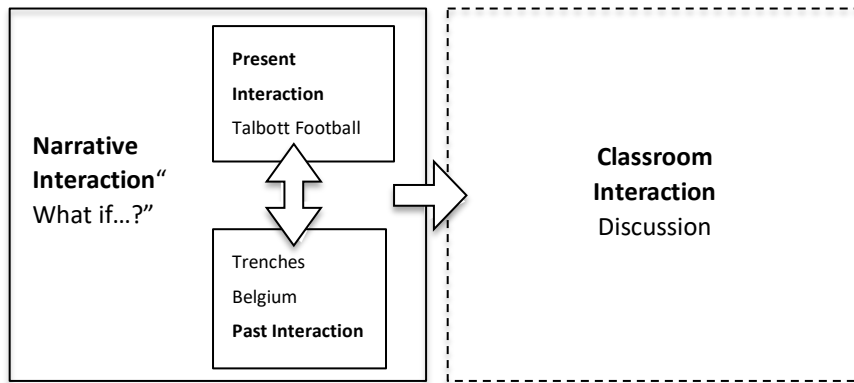 Present
Interaction
Talbott Football
Narrative
Interaction“
What if…?”
Trenches
Belgium
Past Interaction
Classroom
Interaction
Discussion